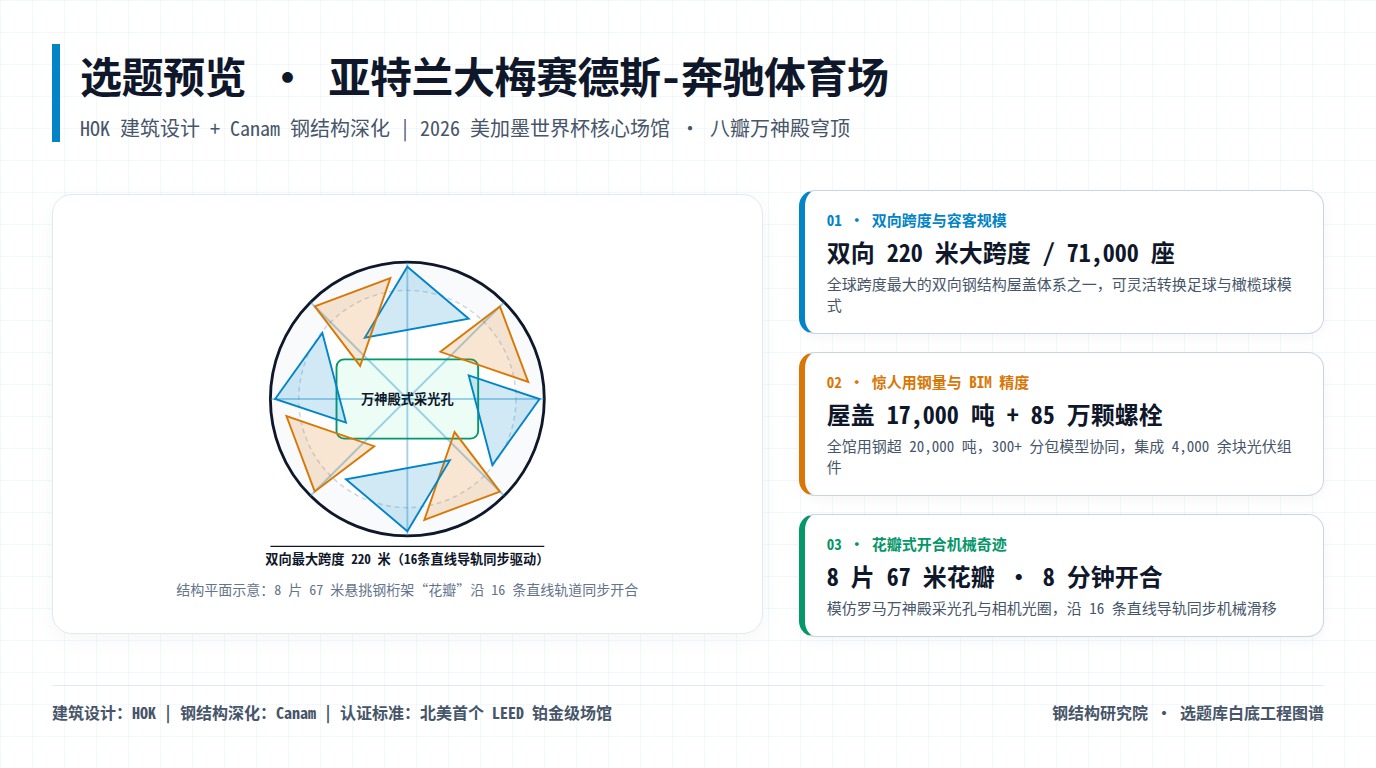 选题预览 • 亚特兰大梅赛德斯-奔驰体育场
HOK 建筑设计 + Canam 钢结构深化 | 2026 美加墨世界杯核心场馆 • 八瓣万神殿穹顶
万神殿式采光孔
双向最大跨度 220 米（16条直线导轨同步驱动）
结构平面示意：8 片 67 米悬挑钢桁架“花瓣”沿 16 条直线轨道同步开合
01 • 双向跨度与容客规模
双向 220 米大跨度 / 71,000 座
全球跨度最大的双向钢结构屋盖体系之一，可灵活转换足球与橄榄球模
式
02 • 惊人用钢量与 BIM 精度
屋盖 17,000 吨 + 85 万颗螺栓
全馆用钢超 20,000 吨，300+ 分包模型协同，集成 4,000 余块光伏组
件
03 • 花瓣式开合机械奇迹
8 片 67 米花瓣 • 8 分钟开合
模仿罗马万神殿采光孔与相机光圈，沿 16 条直线导轨同步机械滑移
建筑设计：HOK | 钢结构深化：Canam | 认证标准：北美首个 LEED 铂金级场馆
钢结构研究院 • 选题库白底工程图谱